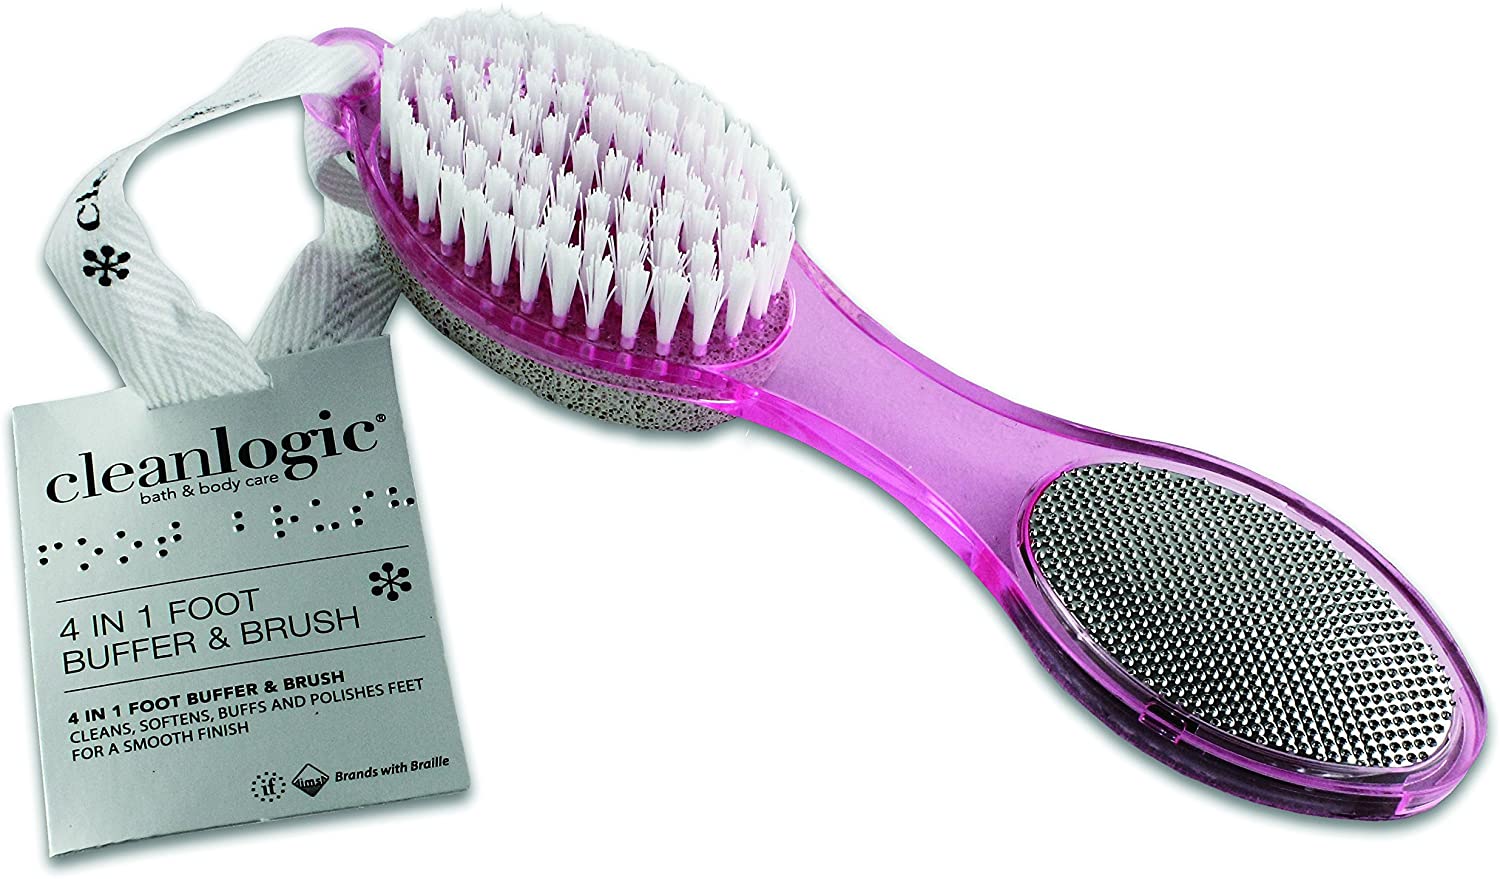 cleanlogic®
bath & body care
⠋⠕⠕⠞ ⠃⠗⠥⠎⠓
4 IN 1 FOOT
BUFFER & BRUSH
4 IN 1 FOOT BUFFER & BRUSH
CLEANS, SOFTENS, BUFFS AND POLISHES FEET
FOR A SMOOTH FINISH
if Brands with Braille